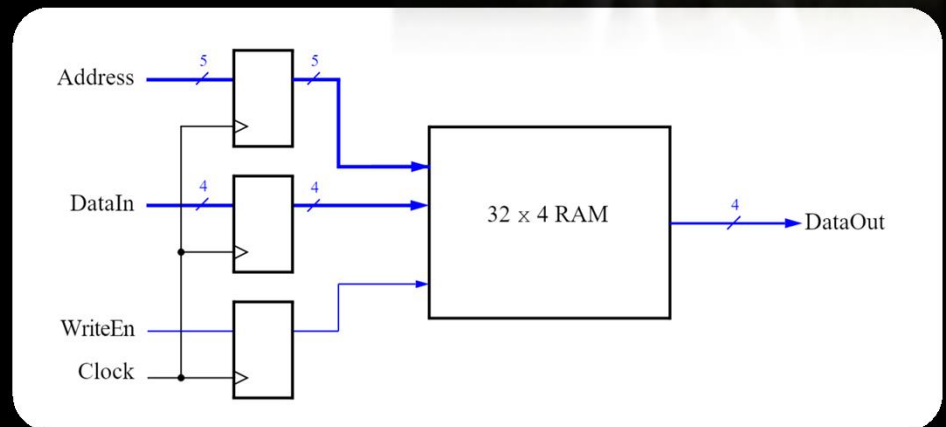 5
5
Address
4
4
DataIn
32 x 4 RAM
4
DataOut
WriteEn
Clock